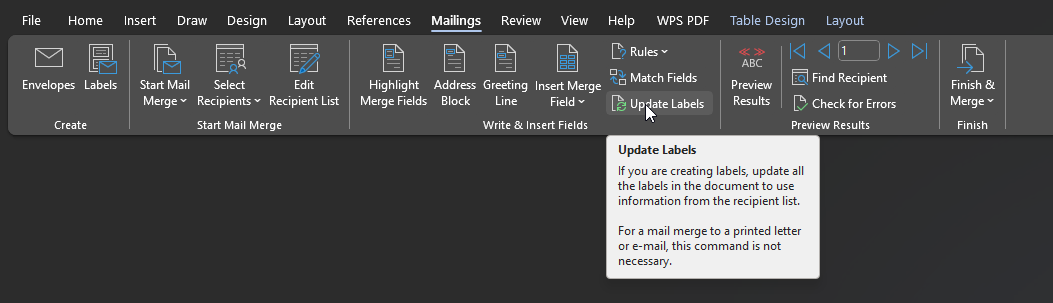 File Home Insert Draw Design Layout References Mailings Review View Help WPS PDF Table Design Layout
Envelopes
Labels
Create
Start Mail
Merge
Select
Recipients
Edit
Recipient List
Start Mail Merge
Highlight
Merge Fields
Address
Block
Greeting
Line
Insert Merge
Field
Rules
Match Fields
Update Labels
Write & Insert Fields
ABC
Preview
Results
1
Find Recipient
Check for Errors
Preview Results
Finish &
Merge
Finish
Update Labels
If you are creating labels, update all
the labels in the document to use
information from the recipient list.
For a mail merge to a printed letter
or e-mail, this command is not
necessary.